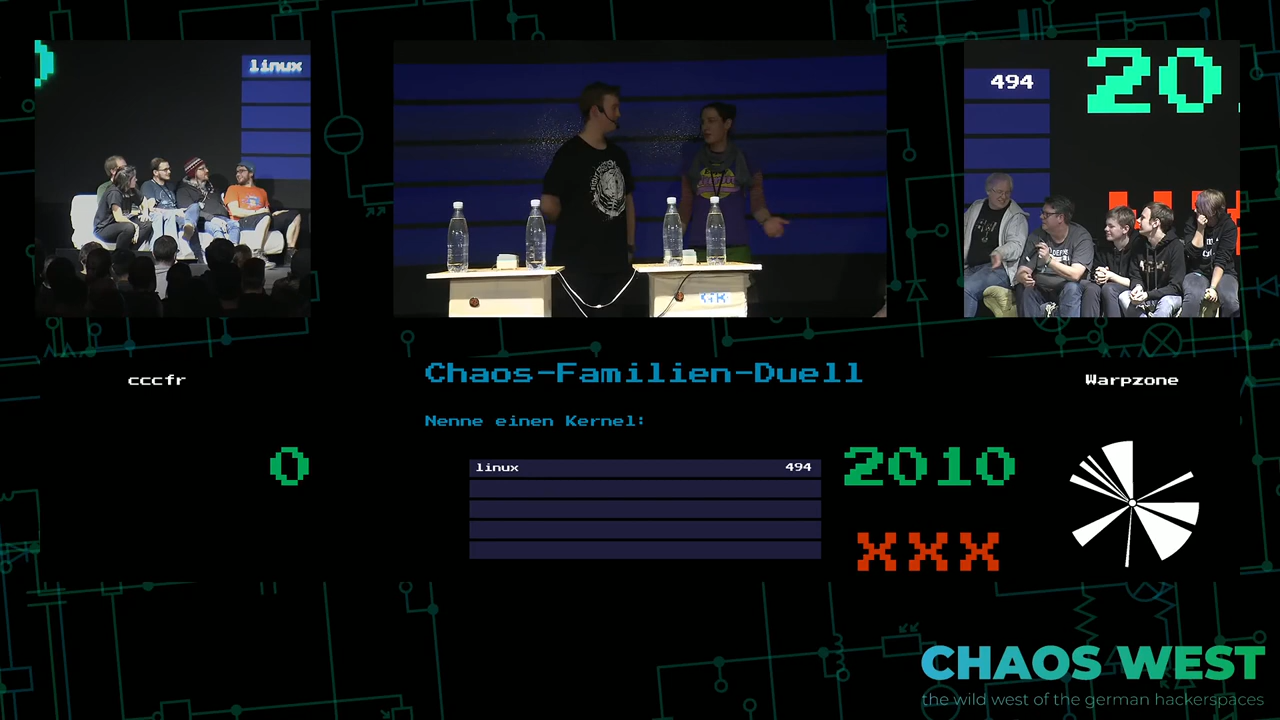 linux
494
20
cccfr
Chaos-Familien-Duell
Warpzone
Nenne einen Kernel:
0
linux 494
2010
XXX
CHAOS WEST
the wild west of the german hackerspaces